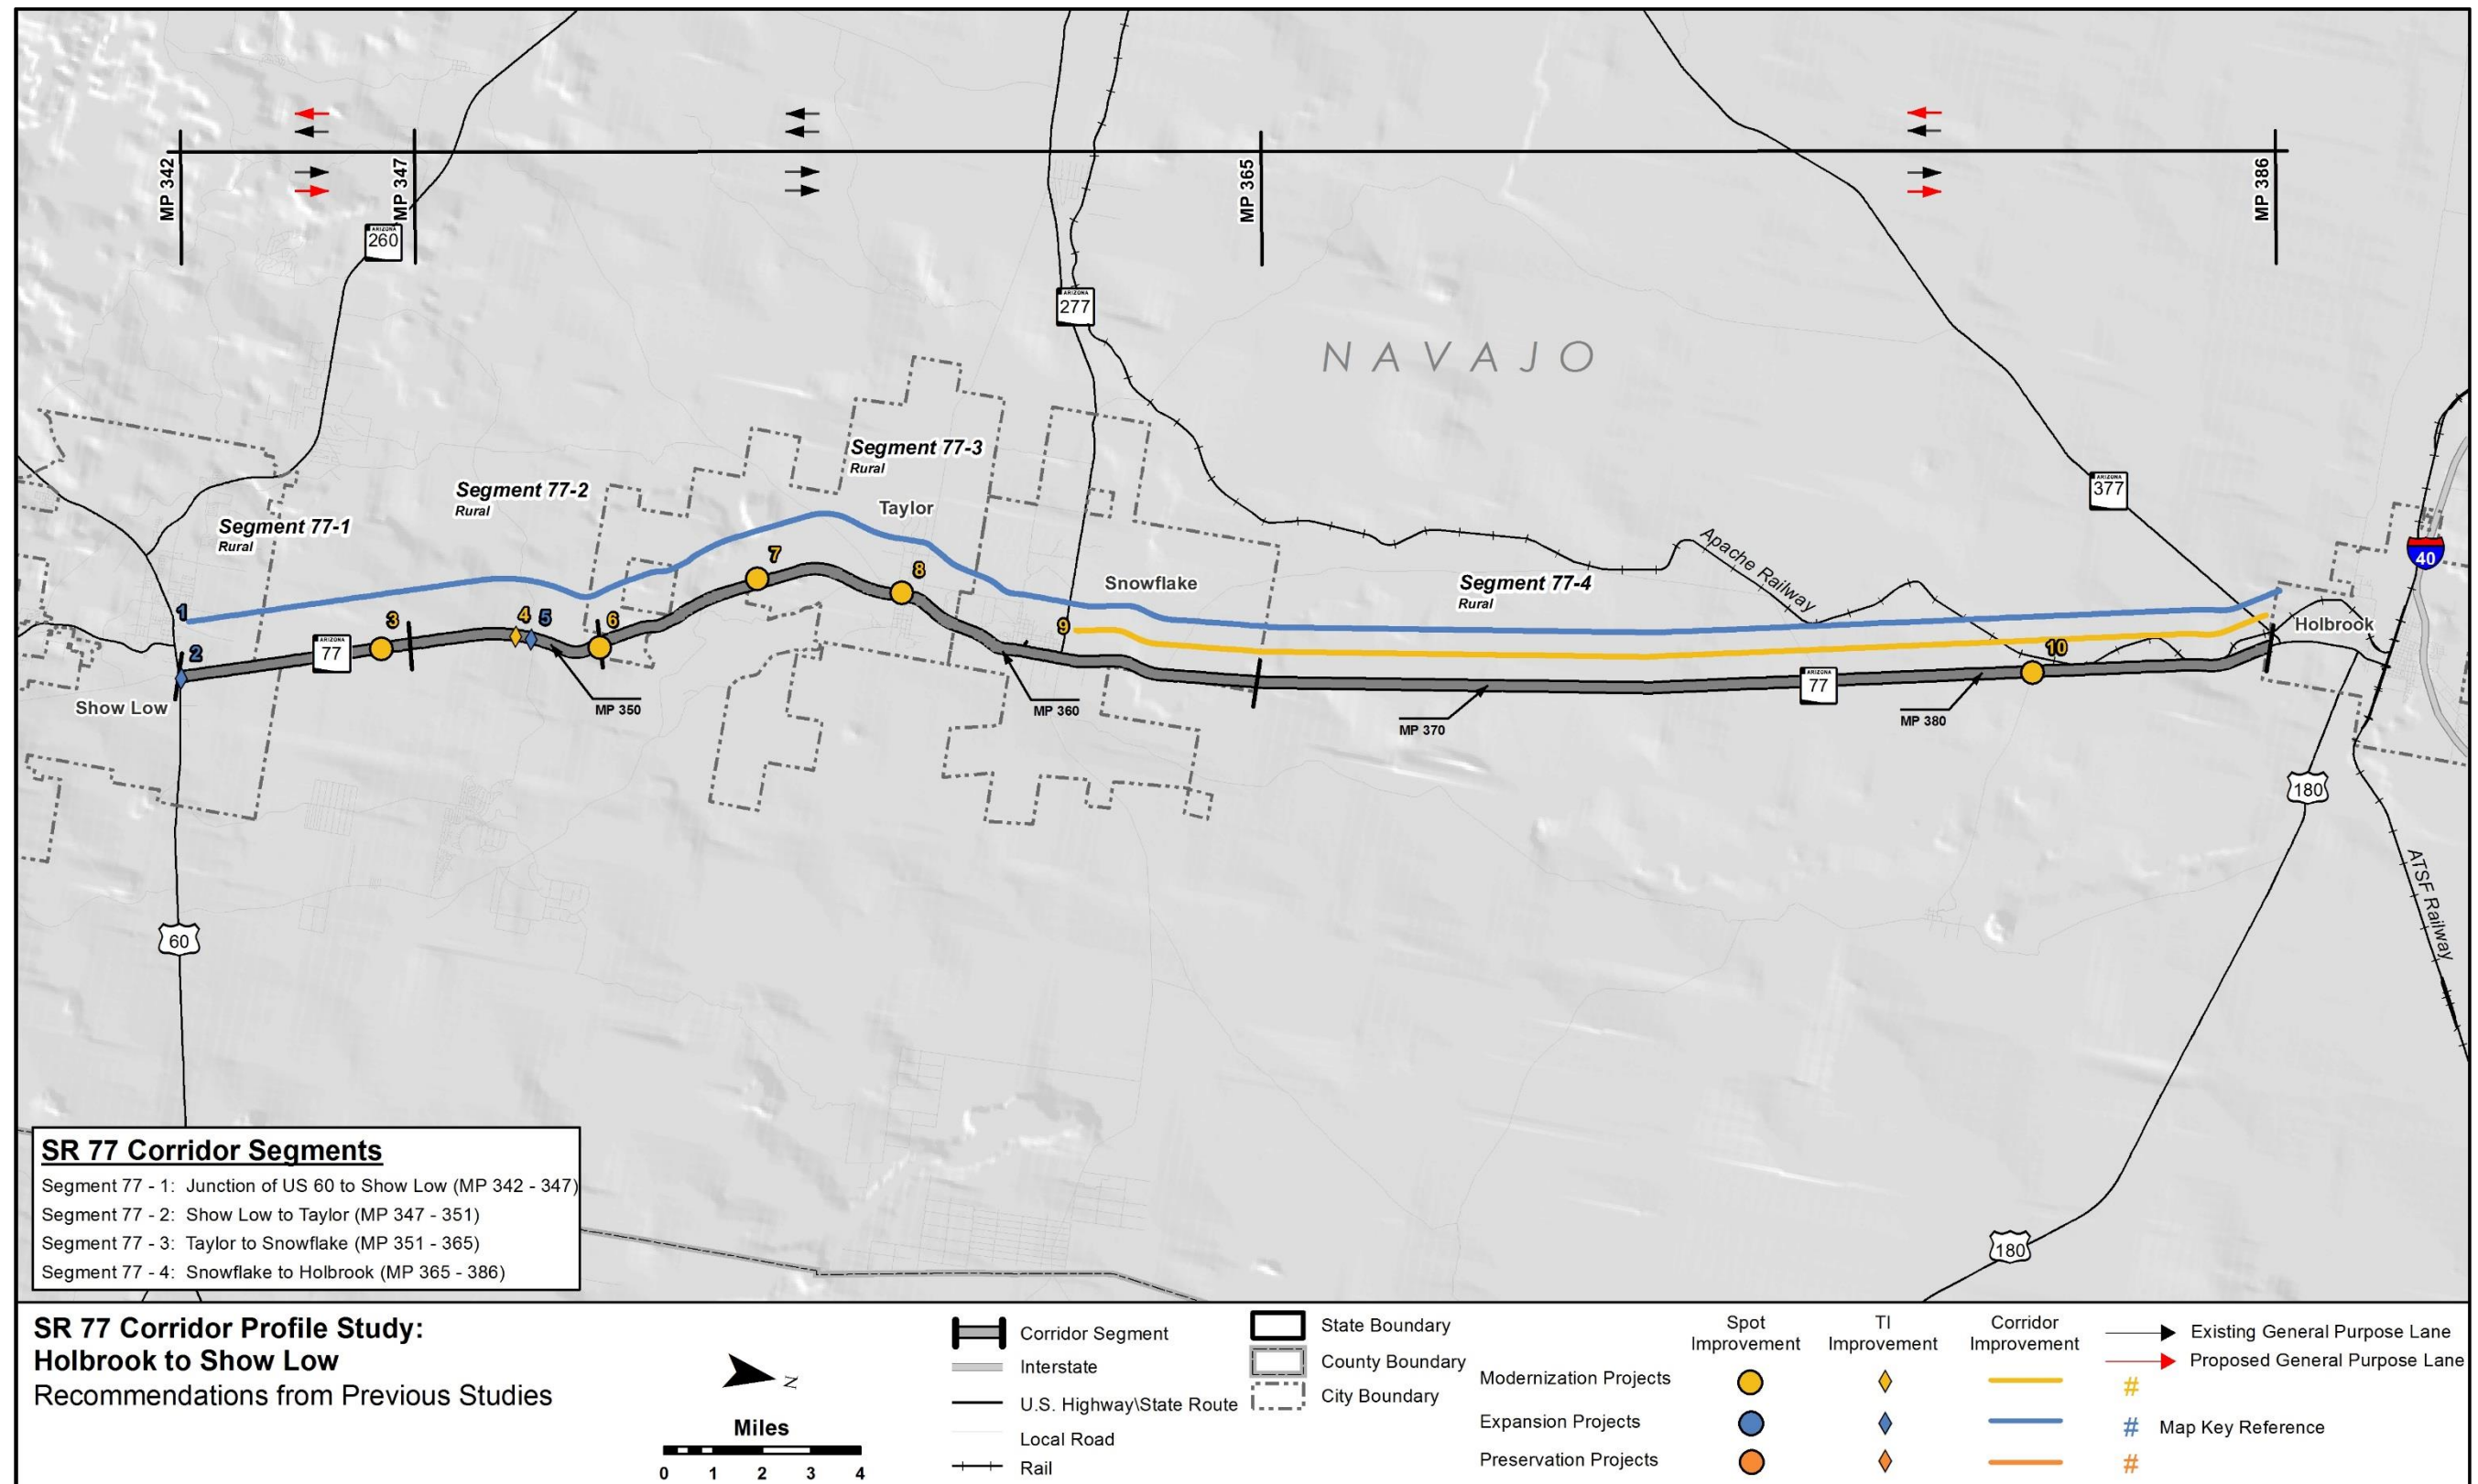 MP 342
MP 347
MP 365
MP 386
ARIZONA
260
ARIZONA
277
NAVAJO
Segment 77-3
Rural
Segment 77-2
Rural
Taylor
Segment 77-1
Rural
ARIZONA
377
40
Apache Railway
Snowflake
Segment 77-4
Rural
Holbrook
1
2
3
4
5
6
7
8
9
10
ARIZONA
77
ARIZONA
77
Show Low
MP 350
MP 360
MP 370
MP 380
180
60
ATSF Railway
180
SR 77 Corridor Segments
Segment 77 - 1: Junction of US 60 to Show Low (MP 342 - 347)
Segment 77 - 2: Show Low to Taylor (MP 347 - 351)
Segment 77 - 3: Taylor to Snowflake (MP 351 - 365)
Segment 77 - 4: Snowflake to Holbrook (MP 365 - 386)
SR 77 Corridor Profile Study:
Holbrook to Show Low
Recommendations from Previous Studies
N
Miles
0 1 2 3 4
Corridor Segment
Interstate
U.S. Highway\State Route
Local Road
Rail
State Boundary
County Boundary
City Boundary
Spot Improvement
TI Improvement
Corridor Improvement
Modernization Projects
Expansion Projects
Preservation Projects
#
#
#
Map Key Reference
Existing General Purpose Lane
Proposed General Purpose Lane